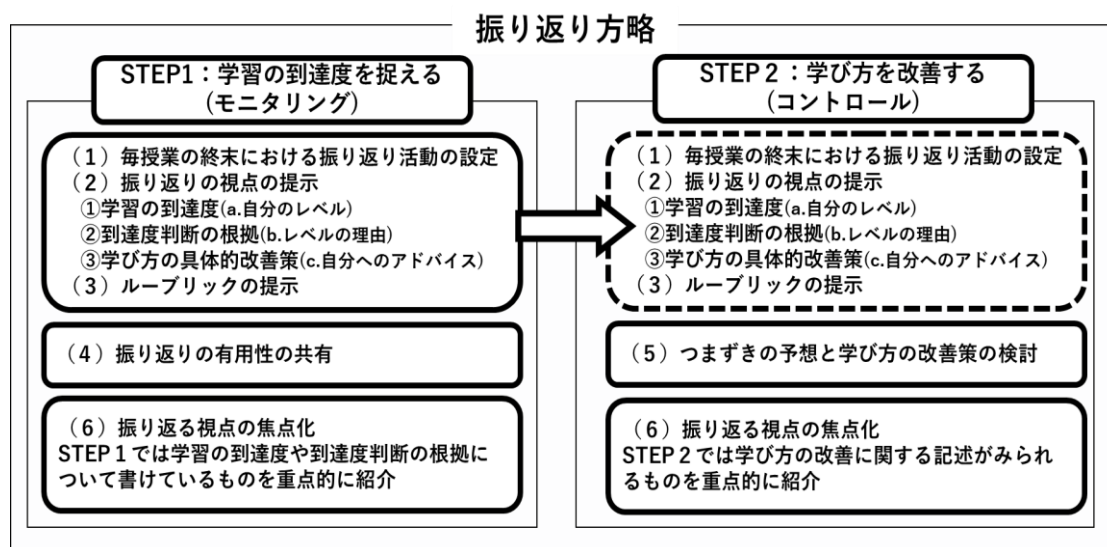 振り返り方略
STEP1：学習の到達度を捉える
(モニタリング)
（1）毎授業の終末における振り返り活動の設定
（2）振り返りの視点の提示
①学習の到達度(a.自分のレベル)
②到達度判断の根拠(b.レベルの理由)
③学び方の具体的改善策(c.自分へのアドバイス)
（3）ルーブリックの提示
（4）振り返りの有用性の共有
（6）振り返る視点の焦点化
STEP１では学習の到達度や到達度判断の根拠に
ついて書けているものを重点的に紹介
STEP２：学び方を改善する
(コントロール)
（1）毎授業の終末における振り返り活動の設定
（2）振り返りの視点の提示
①学習の到達度(a.自分のレベル)
②到達度判断の根拠(b.レベルの理由)
③学び方の具体的改善策(c.自分へのアドバイス)
（3）ルーブリックの提示
（5）つまずきの予想と学び方の改善策の検討
（6）振り返る視点の焦点化
STEP２では学び方の改善に関する記述がみられ
るものを重点的に紹介